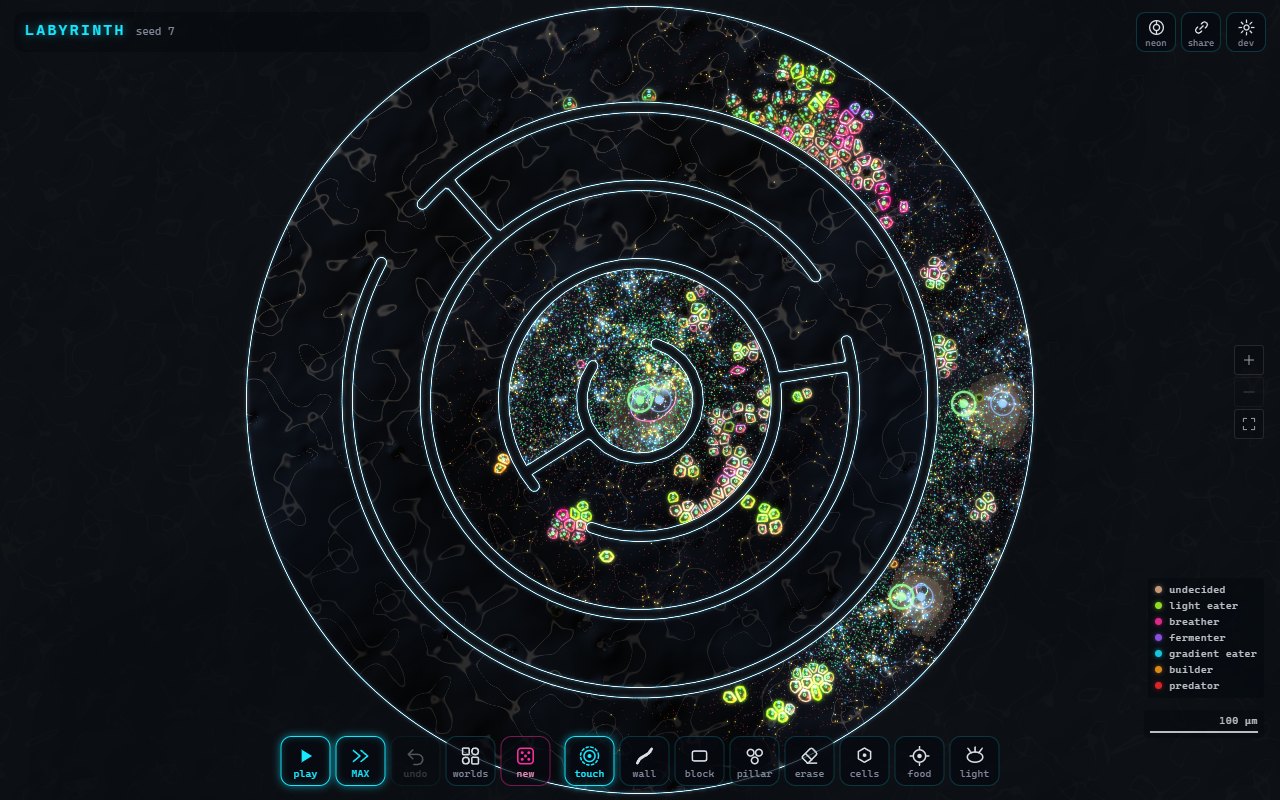 LABYRINTH seed 7
neon share dev
undecided
light eater
breather
fermenter
gradient eater
builder
predator
100 µm
play MAX undo worlds new touch wall block pillar erase cells food light